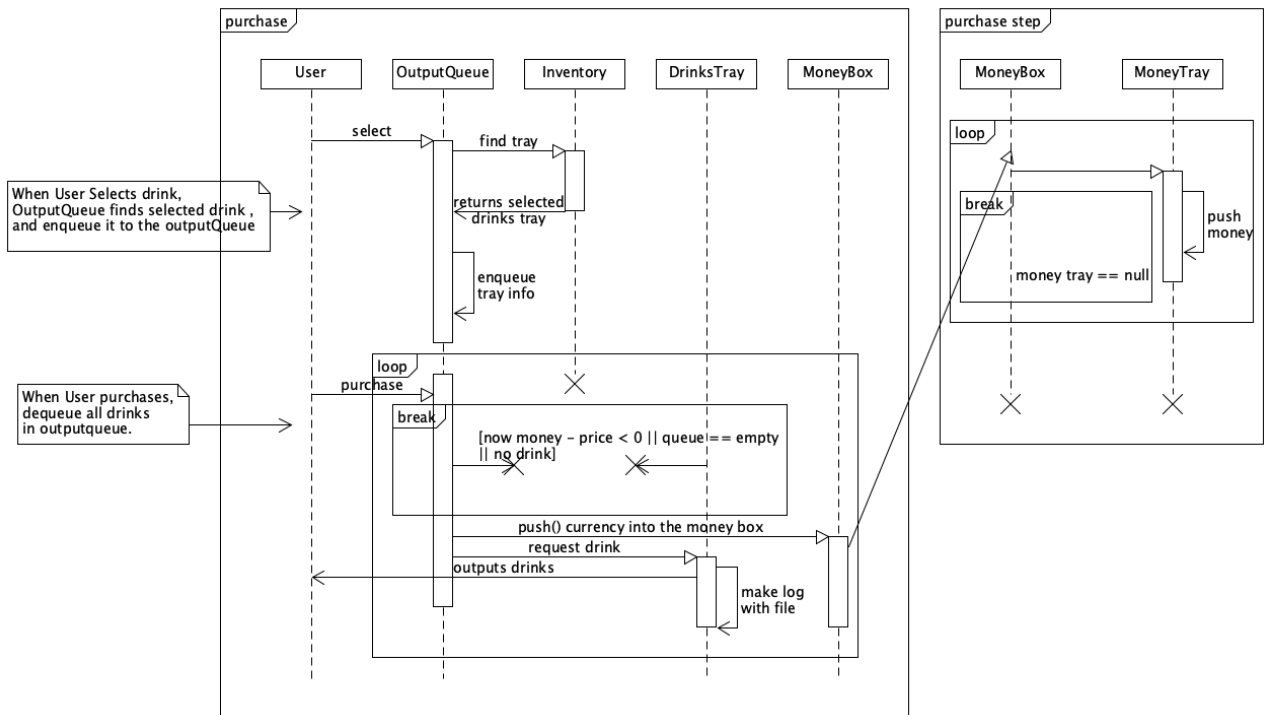 purchase
User
OutputQueue
Inventory
DrinksTray
MoneyBox
select
find tray
When User Selects drink,
OutputQueue finds selected drink ,
and enqueue it to the outputQueue
returns selected
drinks tray
enqueue
tray info
loop
When User purchases,
dequeue all drinks
in outputqueue.
purchase
break
[now money – price < 0 || queue == empty
|| no drink]
push() currency into the money box
request drink
outputs drinks
make log
with file
purchase step
MoneyBox
MoneyTray
loop
break
push
money
money tray == null